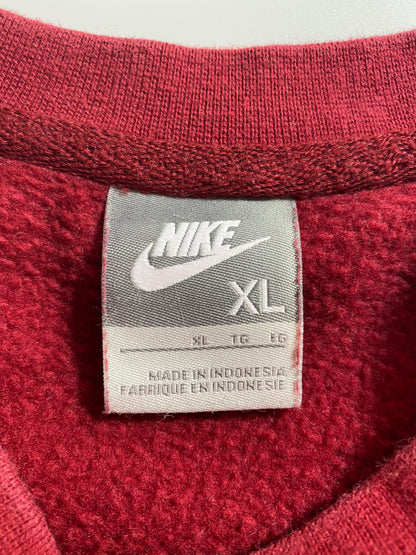 NIKE
XL
XL TG EG
MADE IN INDONESIA
FABRIQUE EN INDONESIE